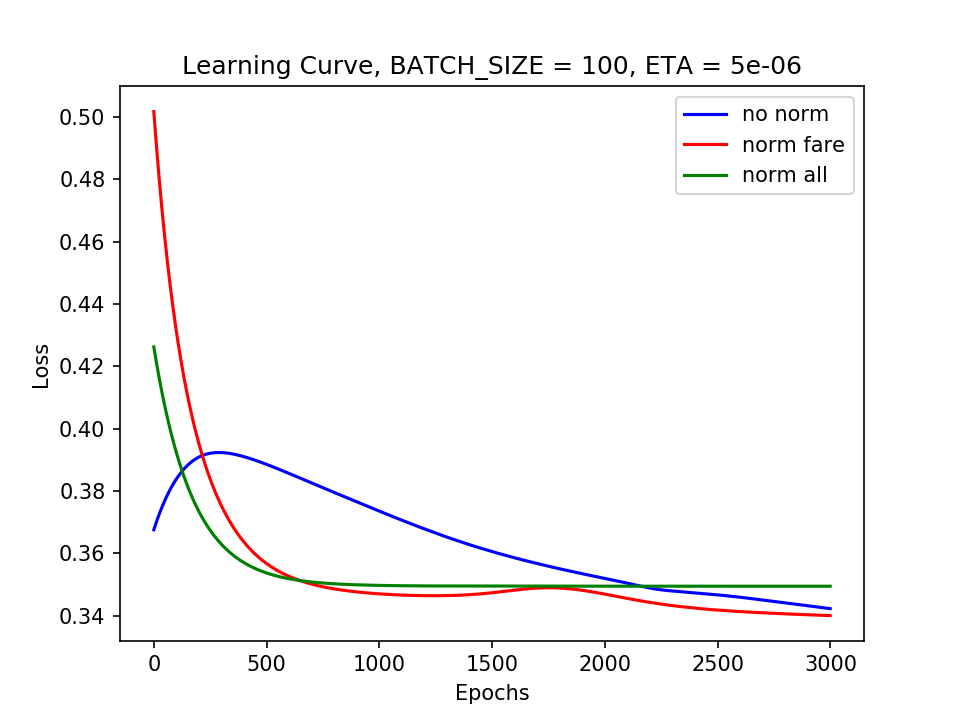 Learning Curve, BATCH_SIZE = 100, ETA = 5e-06
no norm
norm fare
norm all
0.50
0.48
0.46
0.44
0.42
0.40
0.38
0.36
0.34
Loss
0 500 1000 1500 2000 2500 3000
Epochs